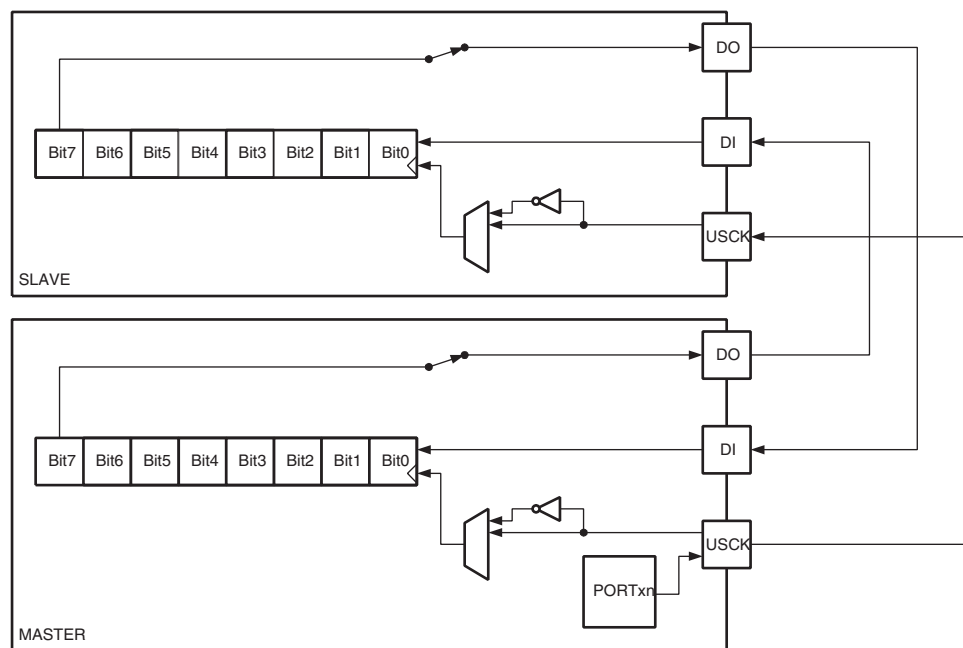 DO
Bit7 Bit6 Bit5 Bit4 Bit3 Bit2 Bit1 Bit0
DI
USCK
SLAVE
DO
Bit7 Bit6 Bit5 Bit4 Bit3 Bit2 Bit1 Bit0
DI
USCK
PORTxn
MASTER